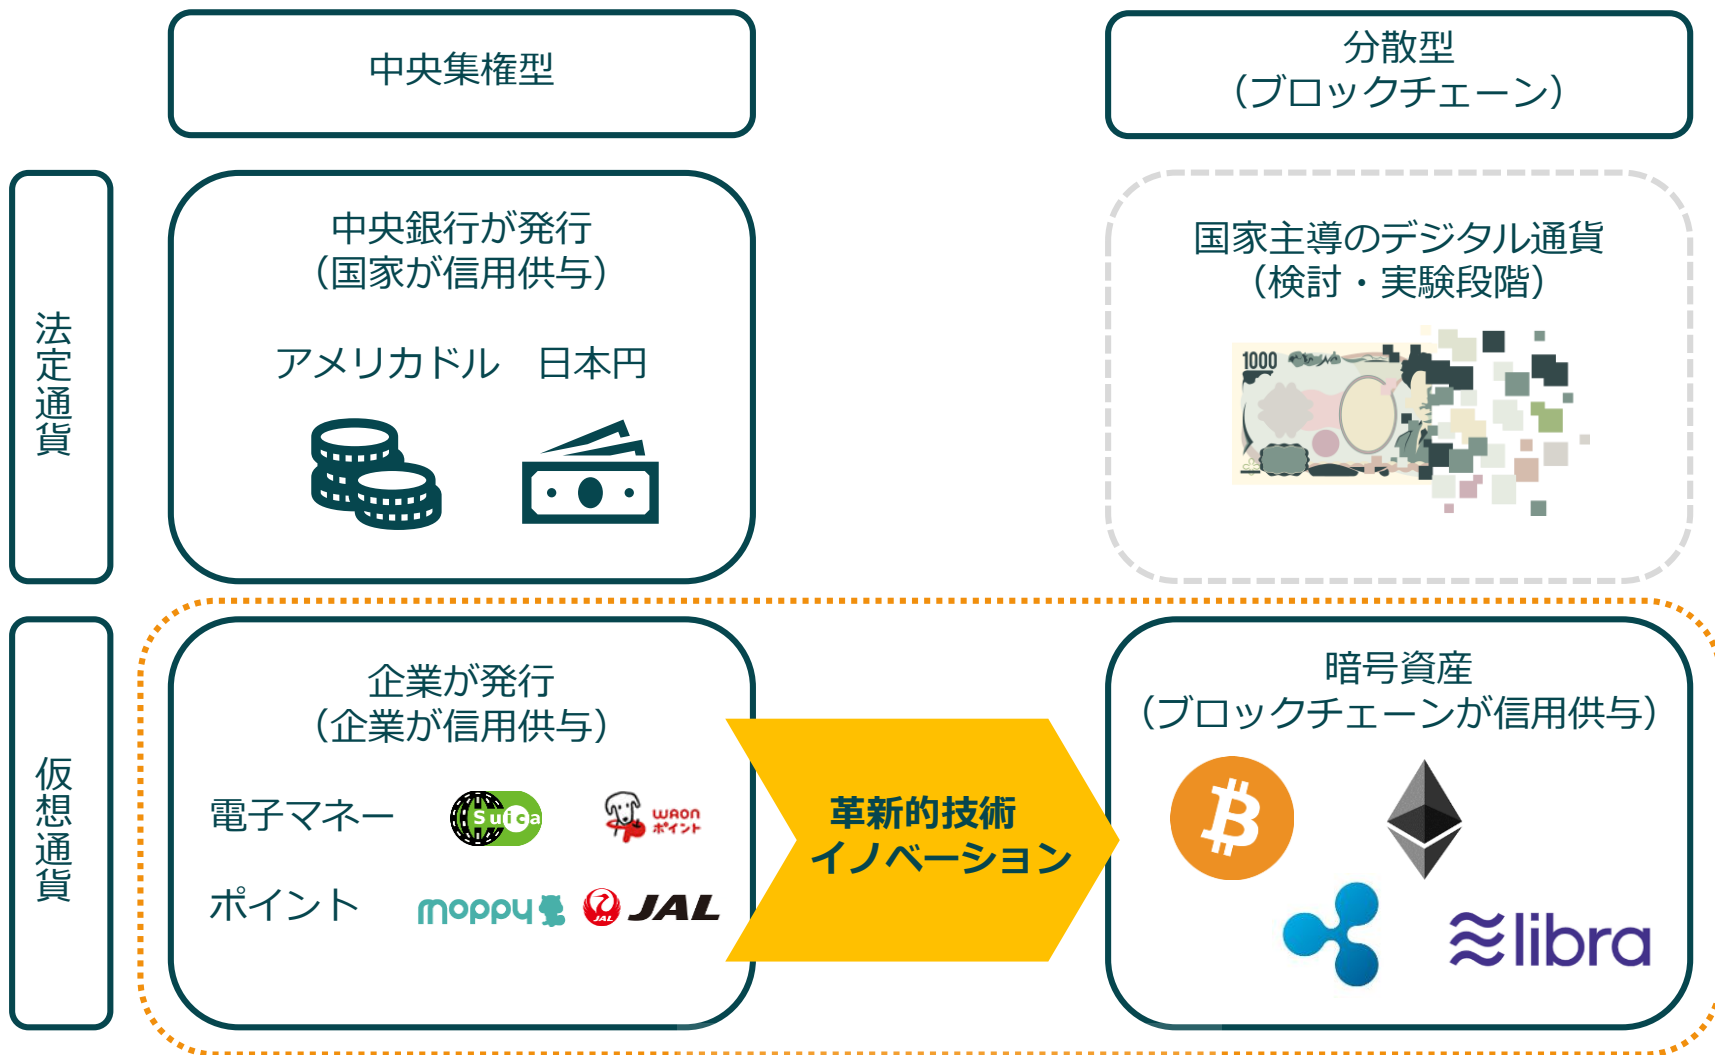 中央集権型
分散型
（ブロックチェーン）
法定通貨
中央銀行が発行
（国家が信用供与）
アメリカドル　日本円
国家主導のデジタル通貨
（検討・実験段階）
1000
仮想通貨
企業が発行
（企業が信用供与）
電子マネー
Suica
WAON
ポイント
ポイント
moppy
JAL
JAL
革新的技術
イノベーション
暗号資産
（ブロックチェーンが信用供与）
libra